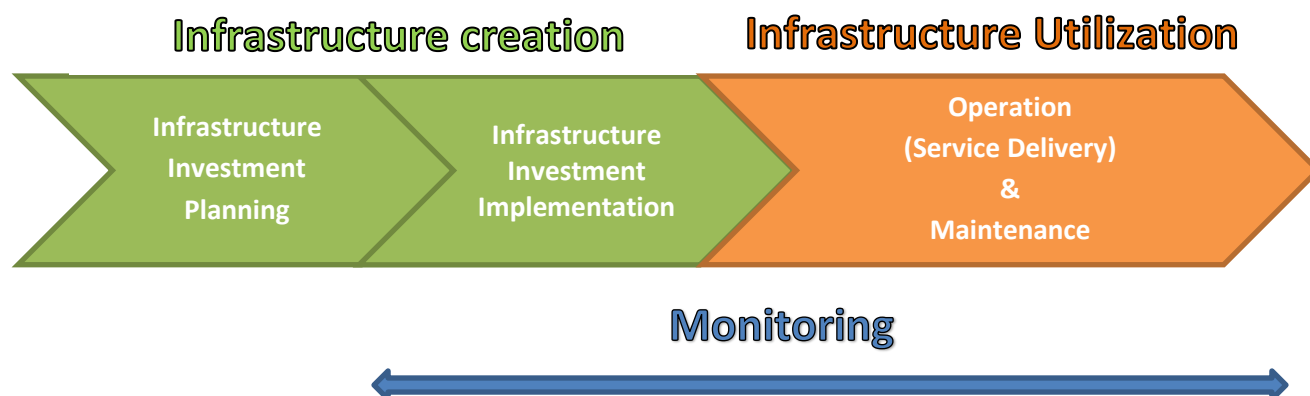 Infrastructure creation
Infrastructure Utilization
Infrastructure
Investment
Planning
Infrastructure
Investment
Implementation
Operation
(Service Delivery)
&
Maintenance
Monitoring